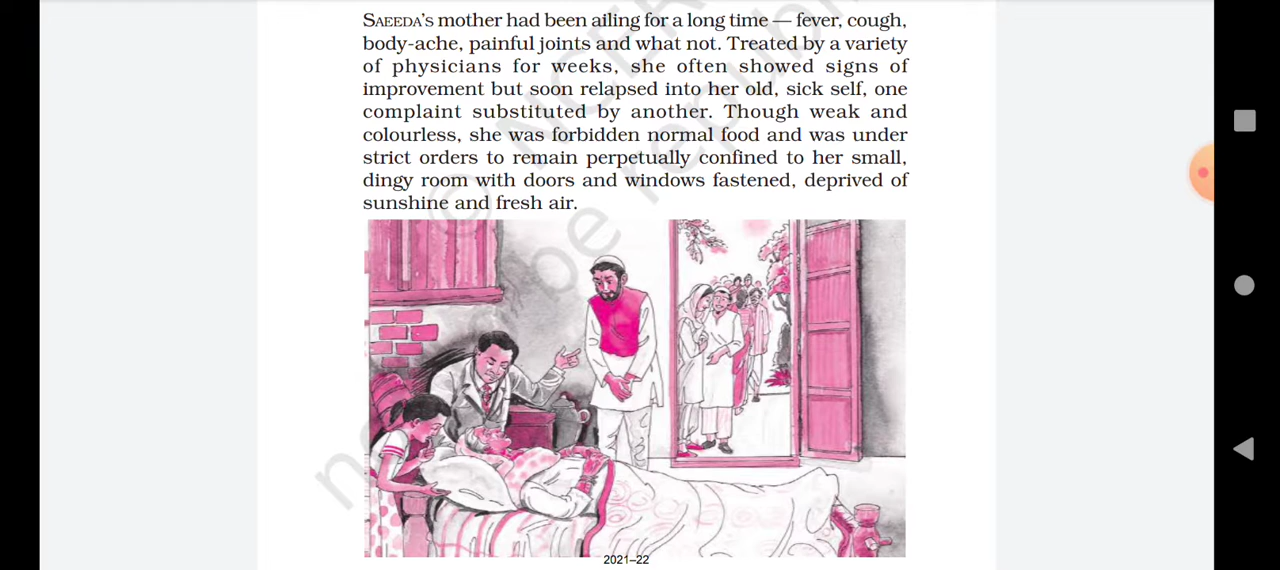 SAEEDA'S mother had been ailing for a long time — fever, cough,
body-ache, painful joints and what not. Treated by a variety
of physicians for weeks, she often showed signs of
improvement but soon relapsed into her old, sick self, one
complaint substituted by another. Though weak and
colourless, she was forbidden normal food and was under
strict orders to remain perpetually confined to her small,
dingy room with doors and windows fastened, deprived of
sunshine and fresh air.
© NCER
be republi
2021–22